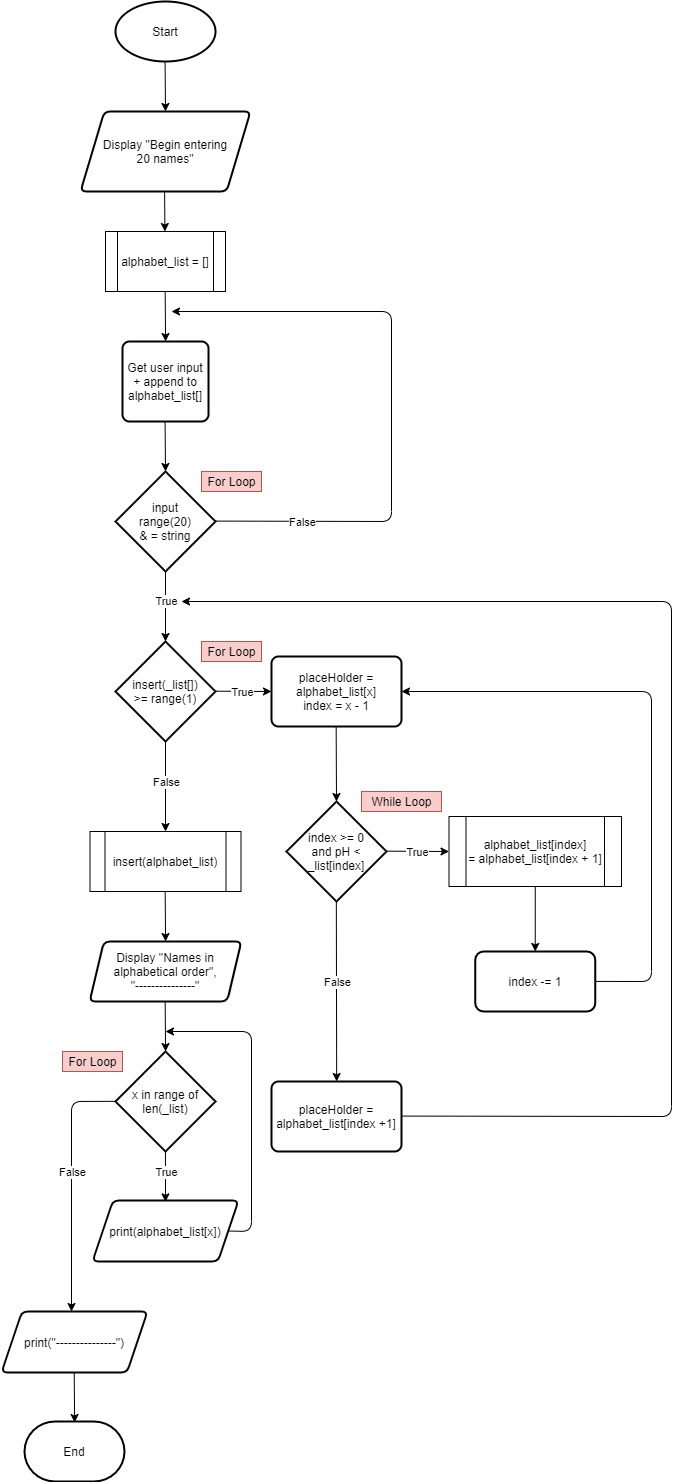 Start
Display "Begin entering
20 names"
alphabet_list = []
Get user input
+ append to
alphabet_list[]
For Loop
input
range(20)
& = string
False
True
For Loop
insert(_list[])
>= range(1)
True
placeHolder =
alphabet_list[x]
index = x - 1
False
While Loop
index >= 0
and pH <
_list[index]
True
alphabet_list[index]
= alphabet_list[index + 1]
insert(alphabet_list)
Display "Names in
alphabetical order",
"---------------"
False
index -= 1
For Loop
x in range of
len(_list)
placeHolder =
alphabet_list[index +1]
False
True
print(alphabet_list[x])
print("---------------")
End